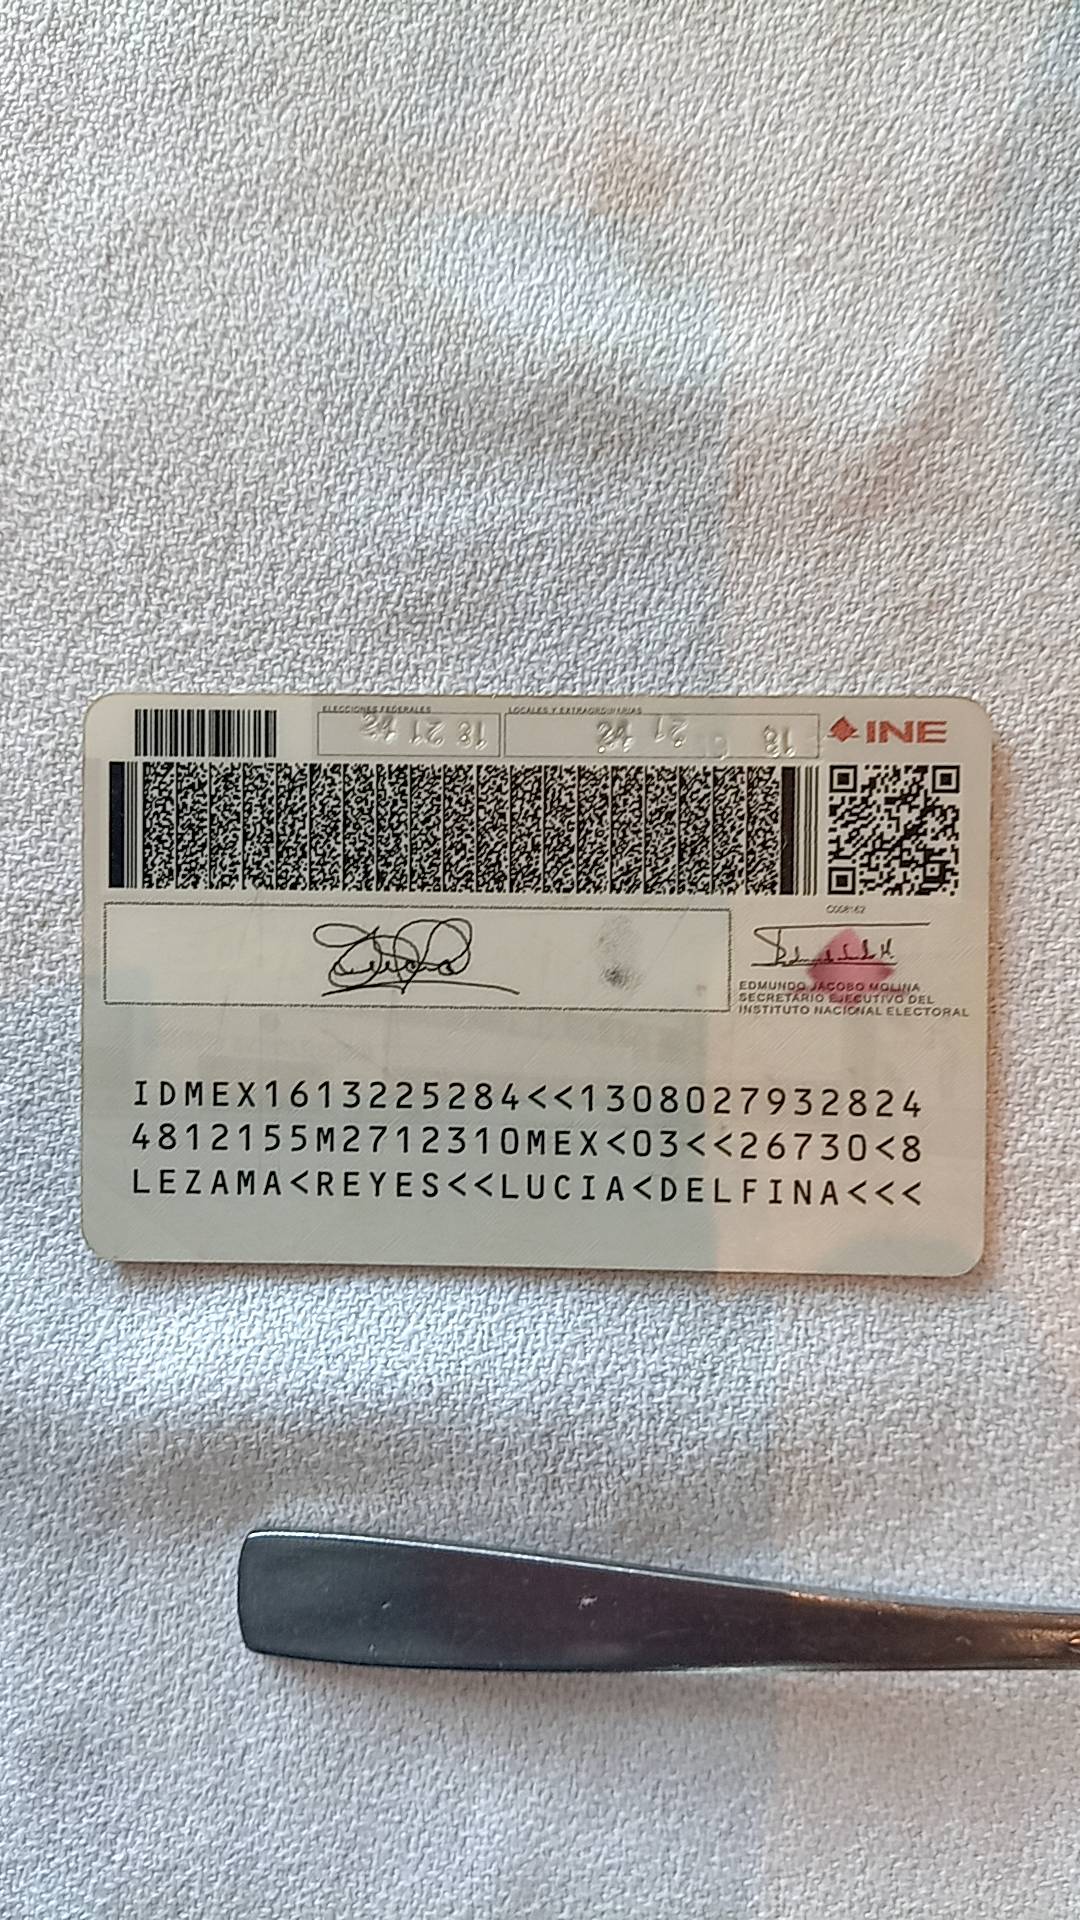 ELECCIONES FEDERALES LOCALES Y EXTRAORDINARIAS
INE
EDMUNDO JACOBO MOLINA
SECRETARIO EJECUTIVO DEL
INSTITUTO NACIONAL ELECTORAL
IDMEX1613225284<<1308027932824
4812155M2712310MEX<03<<26730<8
LEZAMA<REYES<<LUCIA<DELFINA<<<